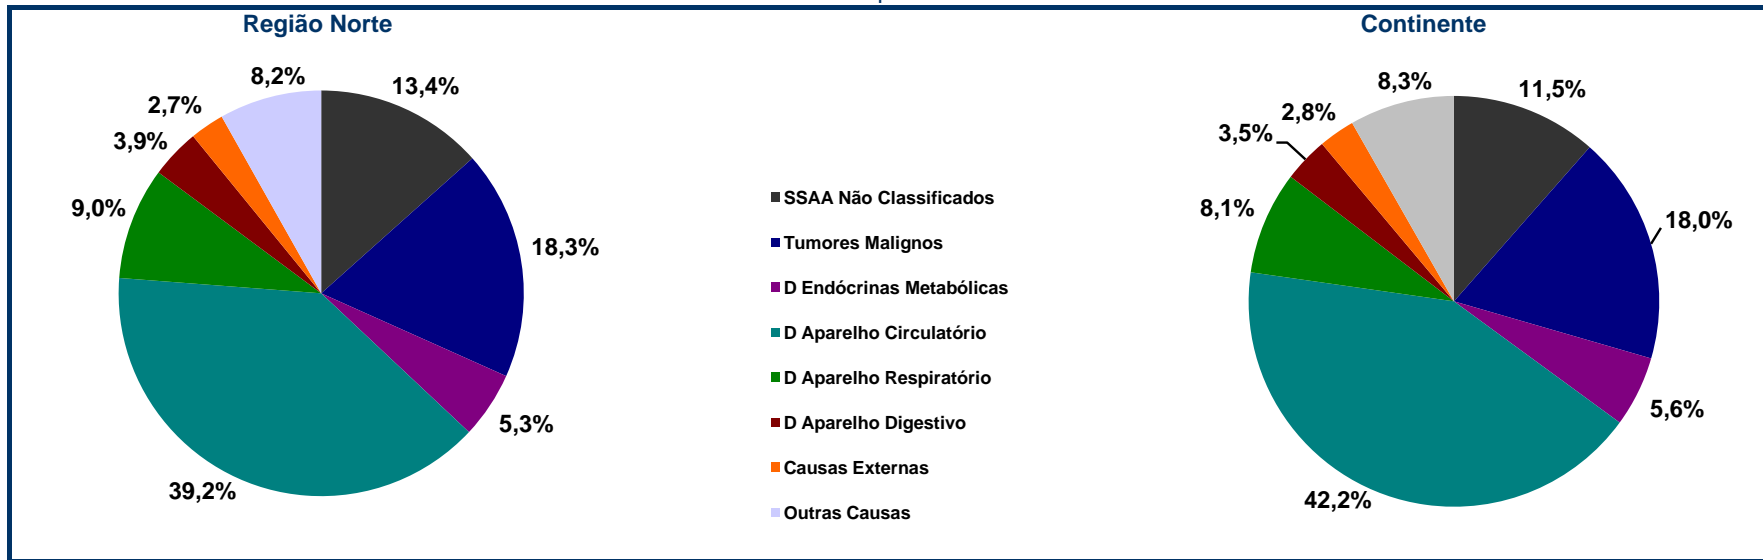 Região Norte
8,2%
13,4%
2,7%
3,9%
9,0%
18,3%
5,3%
39,2%
SSAA Não Classificados
Tumores Malignos
D Endócrinas Metabólicas
D Aparelho Circulatório
D Aparelho Respiratório
D Aparelho Digestivo
Causas Externas
Outras Causas
Continente
8,3%
11,5%
2,8%
3,5%
8,1%
18,0%
5,6%
42,2%